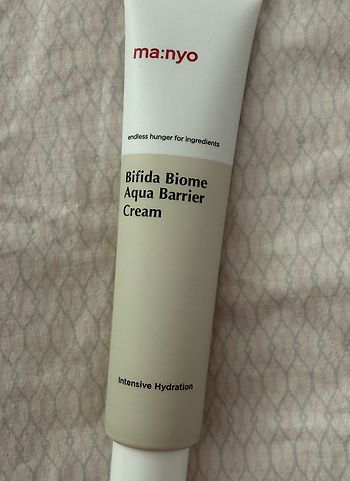 ma:nyo
endless hunger for ingredients
Bifida Biome
Aqua Barrier
Cream
Intensive Hydration